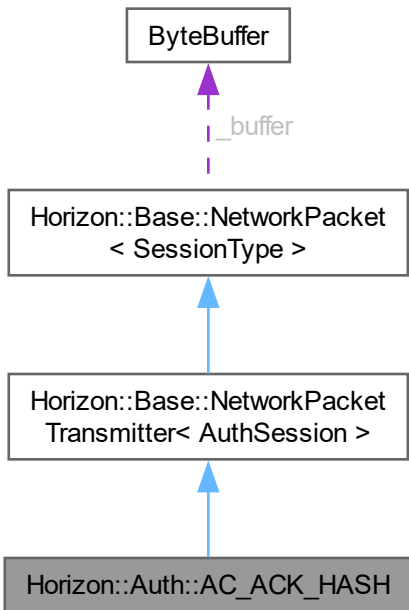 ByteBuffer
_buffer
Horizon::Base::NetworkPacket
< SessionType >
Horizon::Base::NetworkPacket
Transmitter< AuthSession >
Horizon::Auth::AC_ACK_HASH